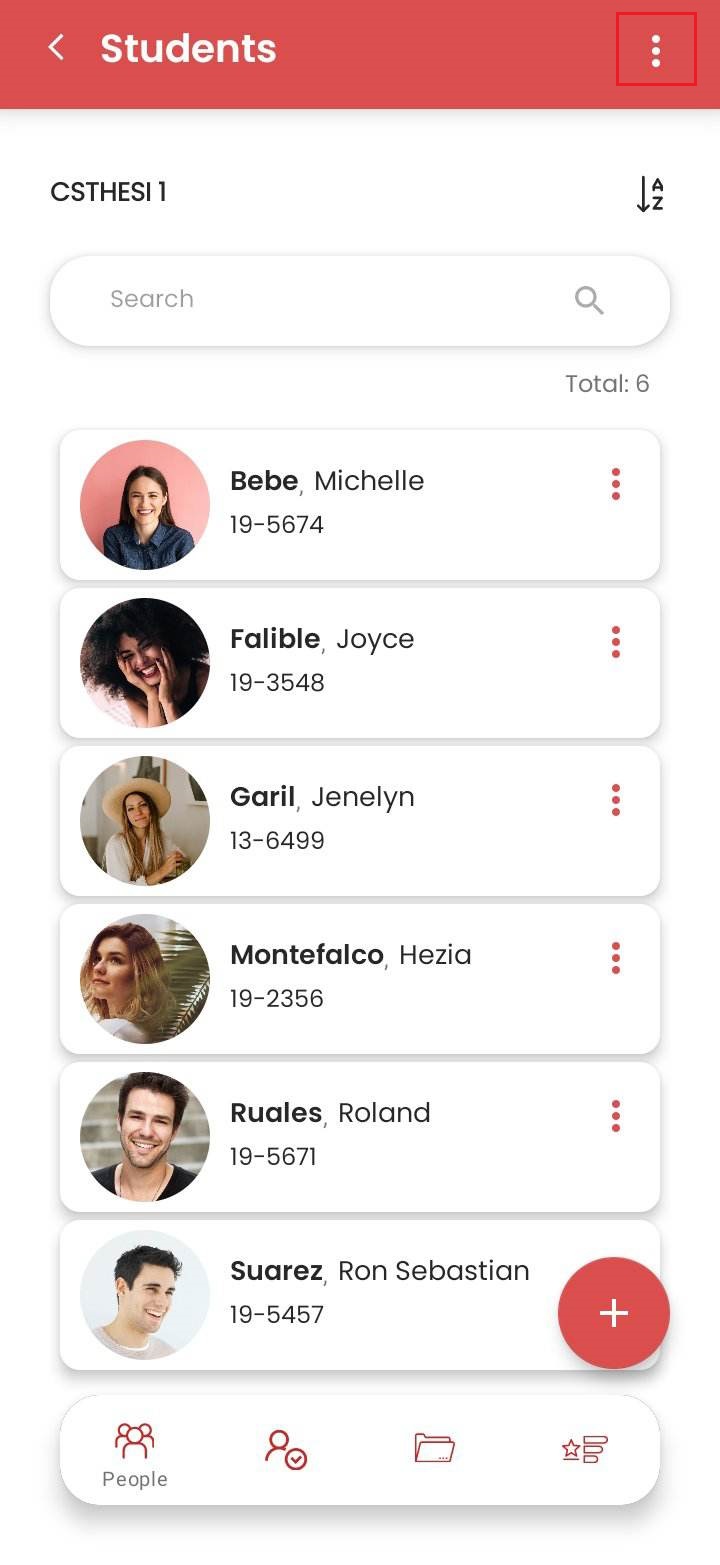 Students
CSTHESI 1
A
Z
Search
Total: 6
Bebe, Michelle
19-5674
Falible, Joyce
19-3548
Garil, Jenelyn
13-6499
Montefalco, Hezia
19-2356
Ruales, Roland
19-5671
Suarez, Ron Sebastian
19-5457
People